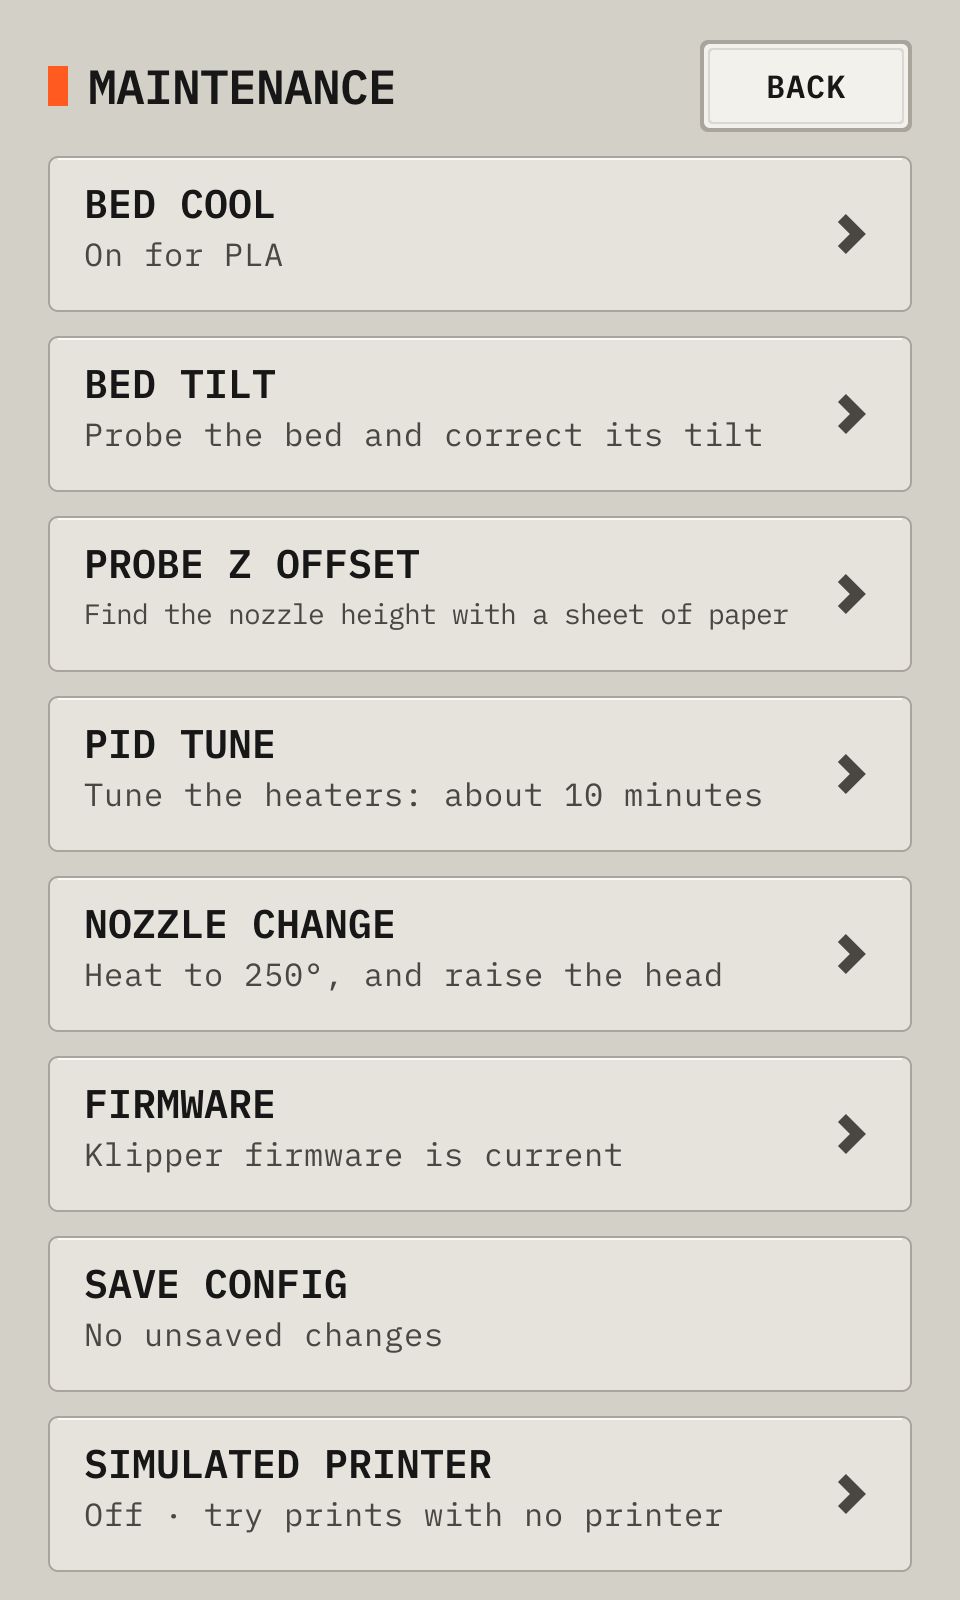 MAINTENANCE
BACK
BED COOL
On for PLA
BED TILT
Probe the bed and correct its tilt
PROBE Z OFFSET
Find the nozzle height with a sheet of paper
PID TUNE
Tune the heaters: about 10 minutes
NOZZLE CHANGE
Heat to 250°, and raise the head
FIRMWARE
Klipper firmware is current
SAVE CONFIG
No unsaved changes
SIMULATED PRINTER
Off · try prints with no printer